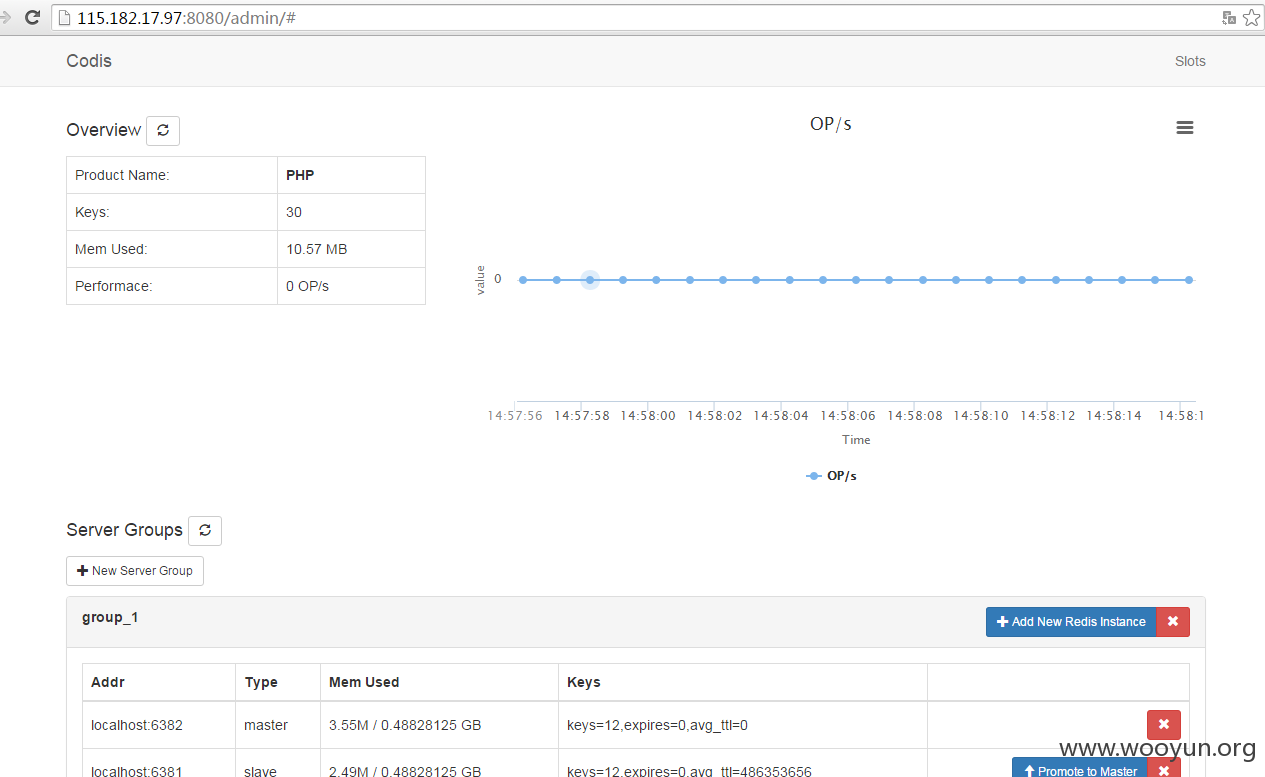 115.182.17.97:8080/admin/#
Codis
Slots
Overview
Product Name: PHP
Keys: 30
Mem Used: 10.57 MB
Performace: 0 OP/s
OP/s
value
0
14:57:56 14:57:58 14:58:00 14:58:02 14:58:04 14:58:06 14:58:08 14:58:10 14:58:12 14:58:14 14:58:1
Time
OP/s
Server Groups
New Server Group
group_1
Add New Redis Instance
Addr Type Mem Used Keys
localhost:6382 master 3.55M / 0.48828125 GB keys=12,expires=0,avg_ttl=0
localhost:6381 slave 2.49M / 0.48828125 GB keys=12,expires=0,avg_ttl=486353656 Promote to Master
www.wooyun.org